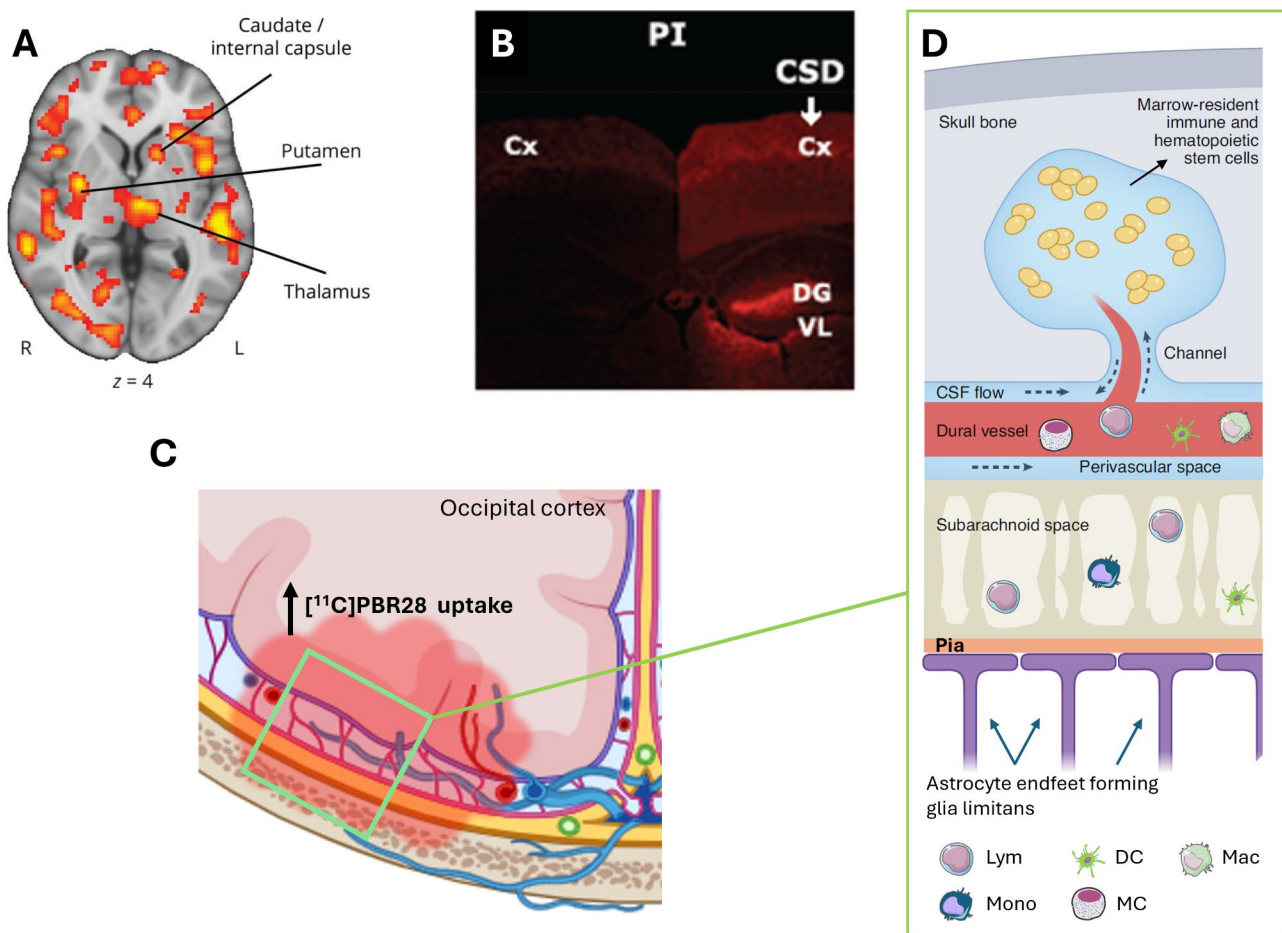 A
Caudate /
internal capsule
Putamen
Thalamus
R
L
z = 4
B
PI
CSD
Cx
Cx
DG
VL
C
Occipital cortex
[¹¹C]PBR28 uptake
D
Skull bone
Marrow-resident
immune and
hematopoietic
stem cells
Channel
CSF flow
Dural vessel
Perivascular space
Subarachnoid space
Pia
Astrocyte endfeet forming
glia limitans
Lym
DC
Mac
Mono
MC